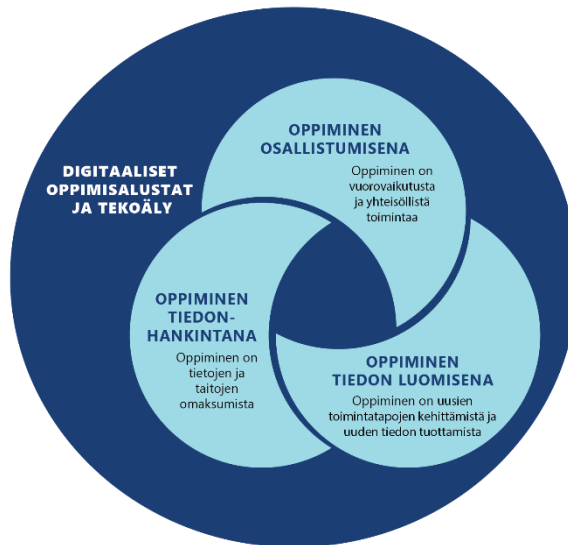 OPPIMINEN
OSALLISTUMISENA
Oppiminen on
vuorovaikutusta
ja yhteisöllistä
toimintaa
DIGITAALISET
OPPIMISALUSTAT
JA TEKOÄLY
OPPIMINEN
TIEDON-
HANKINTANA
Oppiminen on
tietojen ja
taitojen
omaksumista
OPPIMINEN
TIEDON LUOMISENA
Oppiminen on uusien
toimintatapojen kehittämistä ja
uuden tiedon tuottamista